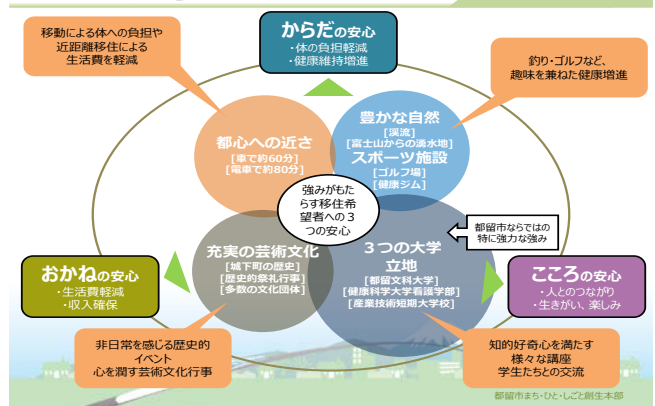 移動による体への負担や
近距離移住による
生活費を軽減
からだの安心
・体の負担軽減
・健康維持増進
釣り・ゴルフなど、
趣味を兼ねた健康増進
都心への近さ
[車で約60分]
[電車で約80分]
豊かな自然
[渓流]
[富士山からの湧水地]
スポーツ施設
[ゴルフ場]
[健康ジム]
強みがもた
らす移住希
望者への3
つの安心
都留市ならではの
特に強力な強み
充実の芸術文化
[城下町の歴史]
[歴史的祭礼行事]
[多数の文化団体]
3つの大学
立地
[都留文科大学]
[健康科学大学看護学部]
[産業技術短期大学校]
おかねの安心
・生活費軽減
・収入確保
こころの安心
・人とのつながり
・生きがい、楽しみ
非日常を感じる歴史的
イベント
心を潤す芸術文化行事
知的好奇心を満たす
様々な講座
学生たちとの交流
都留市まち・ひと・しごと創生本部